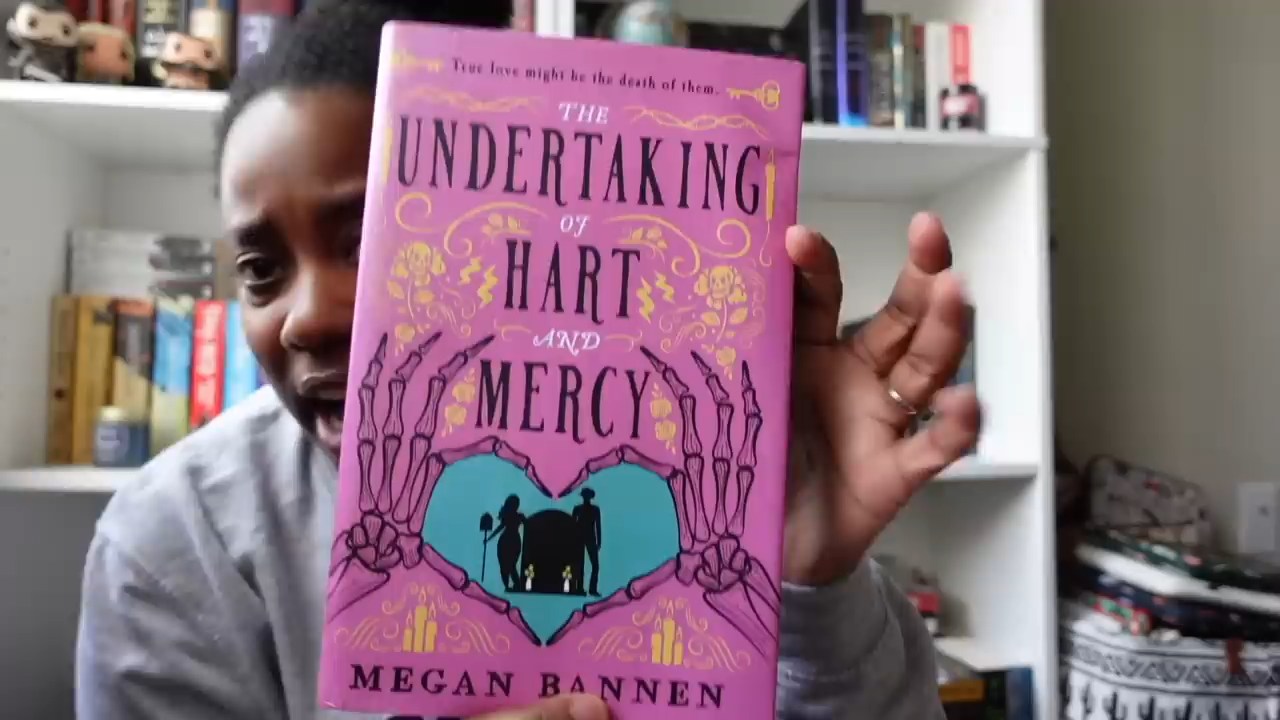 True love might be the death of them.
THE
UNDERTAKING
OF
HART
AND
MERCY
MEGAN BANNEN